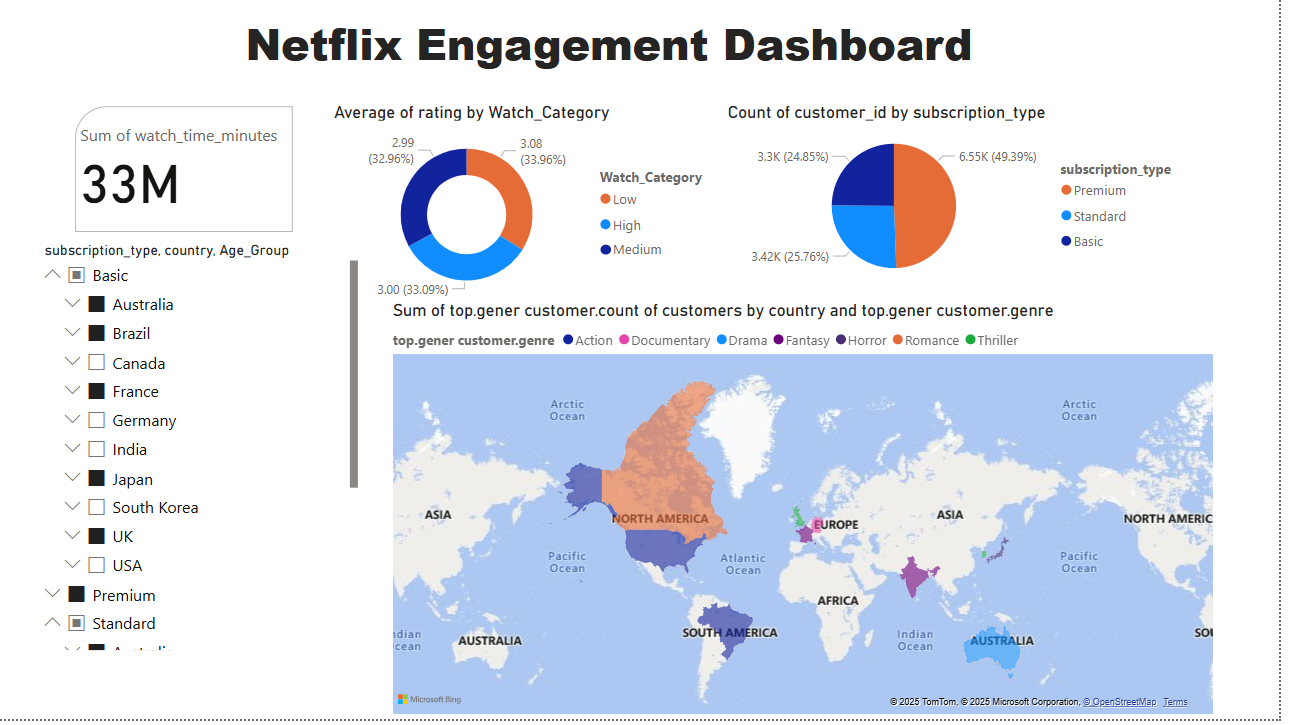 Netflix Engagement Dashboard
Sum of watch_time_minutes
33M
subscription_type, country, Age_Group
Basic
Australia
Brazil
Canada
France
Germany
India
Japan
South Korea
UK
USA
Premium
Standard
Average of rating by Watch_Category
2.99
(32.96%)
3.08
(33.96%)
3.00 (33.09%)
Watch_Category
Low
High
Medium
Count of customer_id by subscription_type
3.3K (24.85%)
6.55K (49.39%)
3.42K (25.76%)
subscription_type
Premium
Standard
Basic
Sum of top.gener customer.count of customers by country and top.gener customer.genre
top.gener customer.genre Action Documentary Drama Fantasy Horror Romance Thriller
Arctic
Ocean
Arctic
Ocean
ASIA
NORTH AMERICA
EUROPE
ASIA
NORTH AMERIC
Pacific
Ocean
Atlantic
Ocean
Pacific
Ocean
AFRICA
ndian
Ocean
AUSTRALIA
SOUTH AMERICA
Indian
Ocean
AUSTRALIA
SOU
Microsoft Bing
© 2025 TomTom, © 2025 Microsoft Corporation, © OpenStreetMap Terms